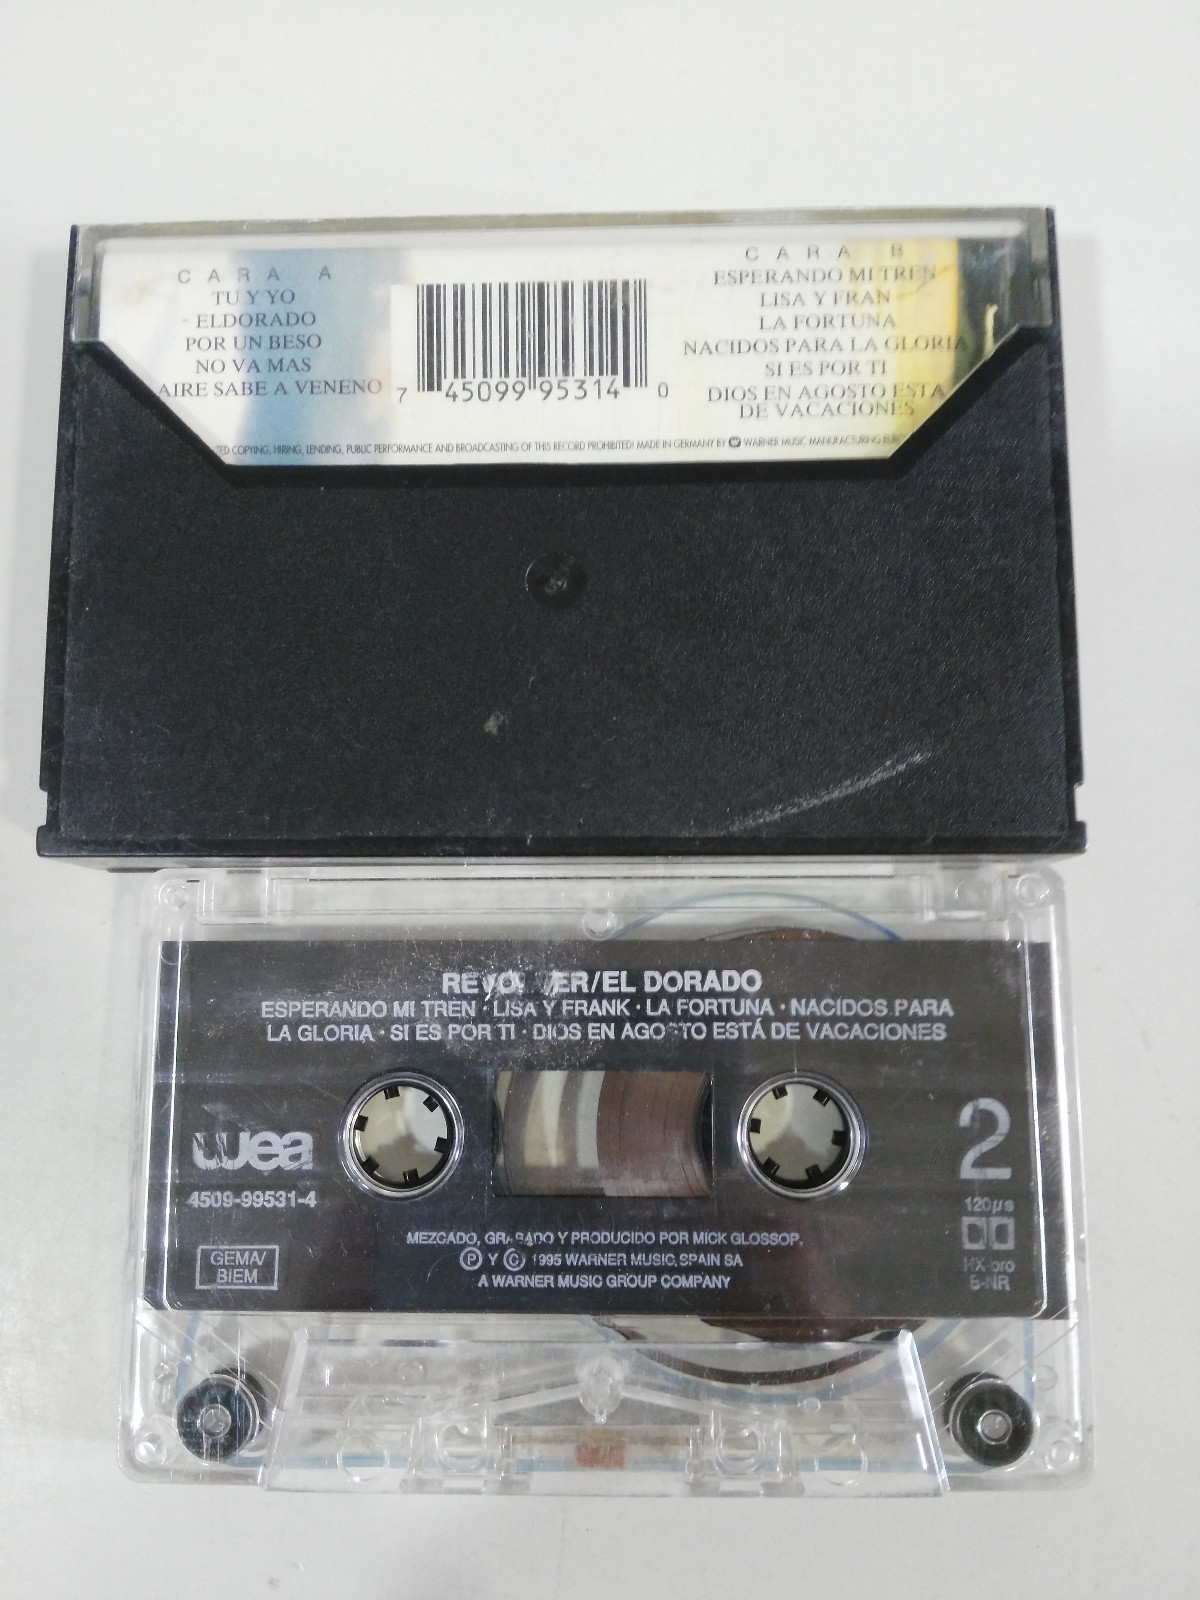 CARA A
TU Y YO
- ELDORADO
POR UN BESO
NO VA MAS
AIRE SABE A VENENO
7 45099 95314 0
CARA B
ESPERANDO MI TREN
LISA Y FRAN
LA FORTUNA
NACIDOS PARA LA GLORIA
SI ES POR TI
DIOS EN AGOSTO ESTA
DE VACACIONES
COPYING, HIRING, LENDING, PUBLIC PERFORMANCE AND BROADCASTING OF THIS RECORD PROHIBITED! MADE IN GERMANY BY WARNER MUSIC MANUFACTURING
REVOLVER/EL DORADO
ESPERANDO MI TREN · LISA Y FRANK · LA FORTUNA · NACIDOS PARA
LA GLORIA · SI ES POR TI · DIOS EN AGOSTO ESTÁ DE VACACIONES
wea
4509-99531-4
GEMA/
BIEM
2
120µs
HX-pro
B-NR
MEZCADO, GRABADO Y PRODUCIDO POR MICK GLOSSOP.
Ⓟ Y Ⓒ 1995 WARNER MUSIC, SPAIN SA
A WARNER MUSIC GROUP COMPANY